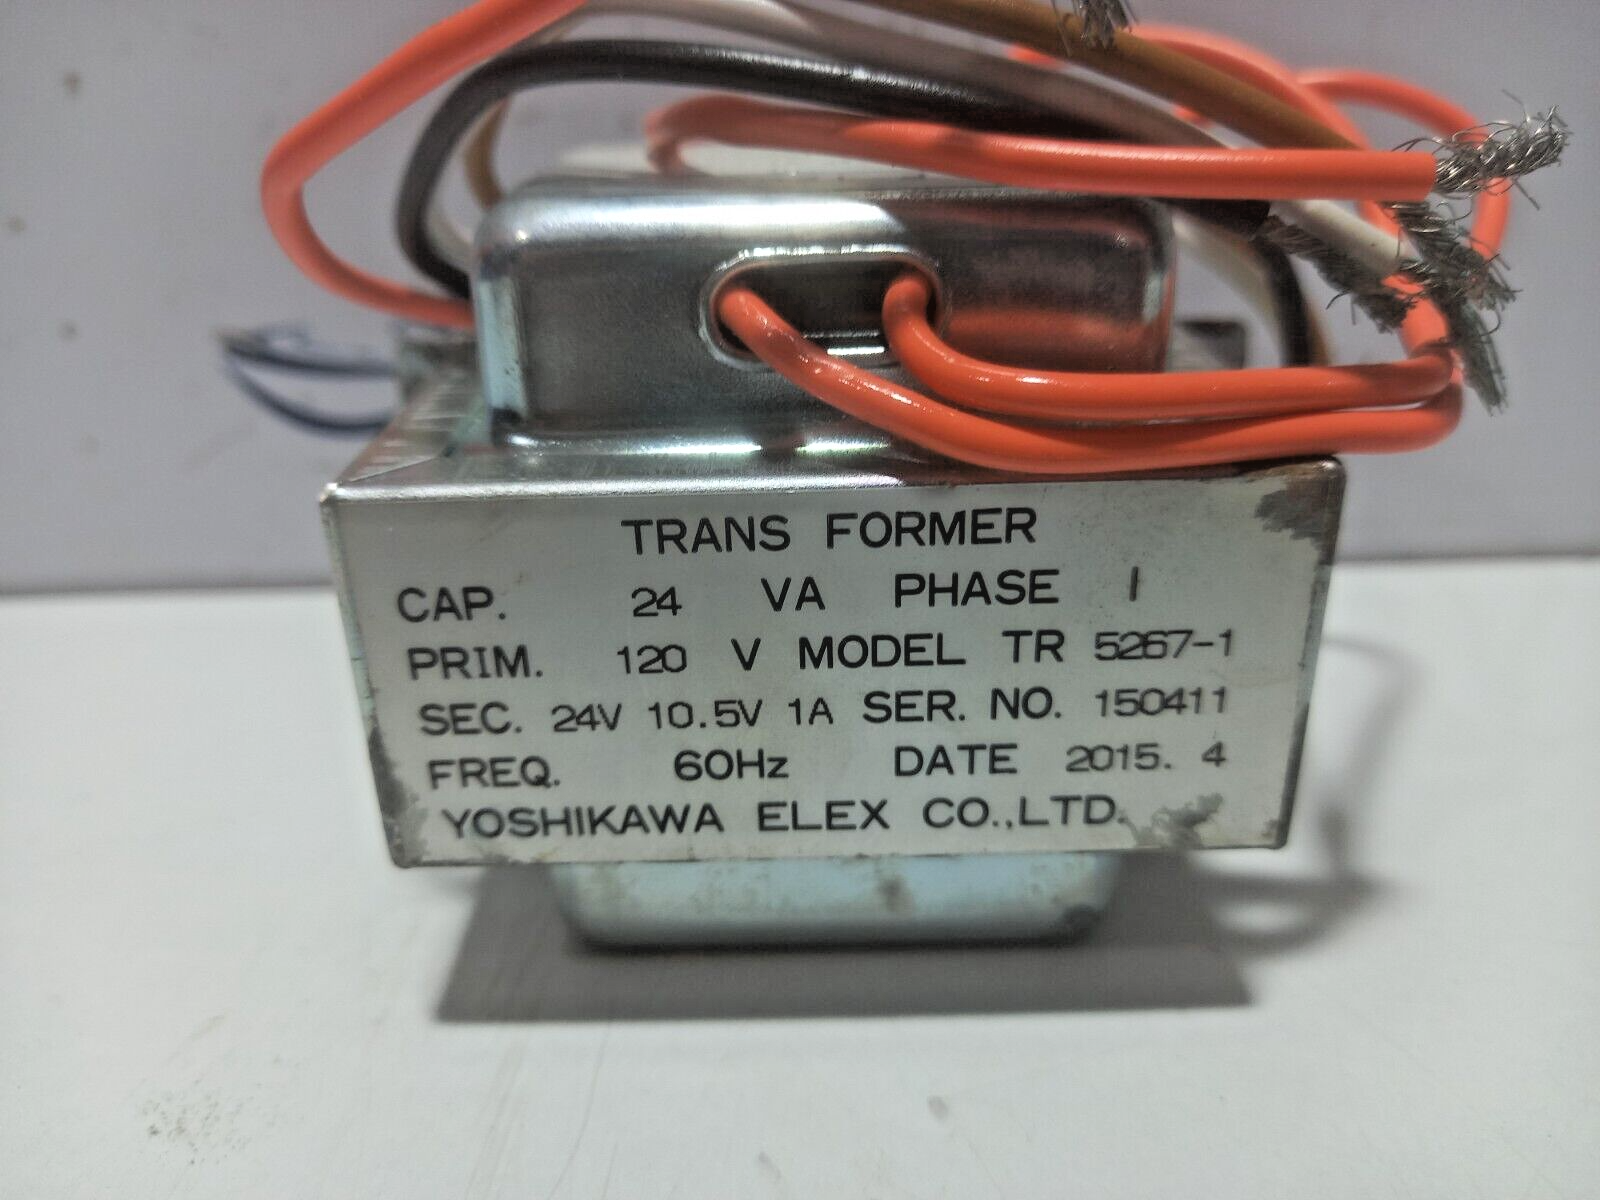 TRANS FORMER
CAP. 24 VA PHASE 1
PRIM. 120 V MODEL TR 5267-1
SEC. 24V 10.5V 1A SER. NO. 150411
FREQ. 60Hz DATE 2015. 4
YOSHIKAWA ELEX CO.,LTD.